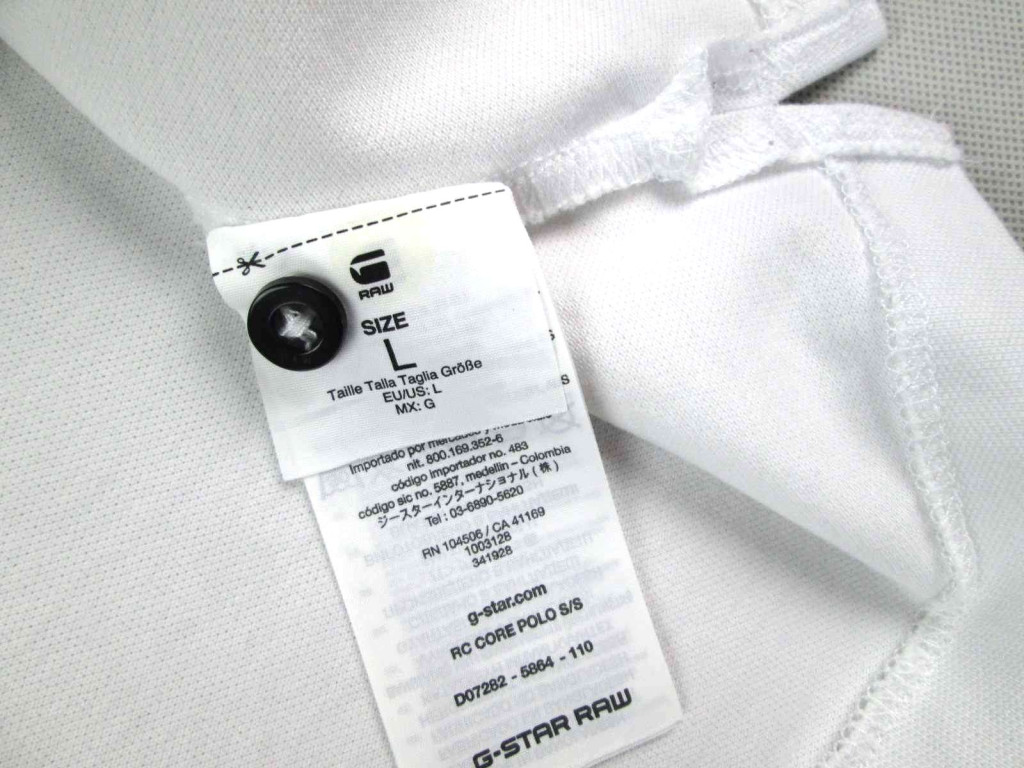 RAW
SIZE
L
Taille Talla Taglia Größe
EU/US: L
MX: G
S
S
Importado por mercadeo y
nit. 800.169.352-6
código importador no. 483
código sic no. 5887, medellin – Colombia
ジースターインターナショナル (株)
Tel : 03-6890-5620
RN 104506 / CA 41169
1003128
341928
g-star.com
RC CORE POLO S/S
D07282 - 5864 - 110
G-STAR RAW